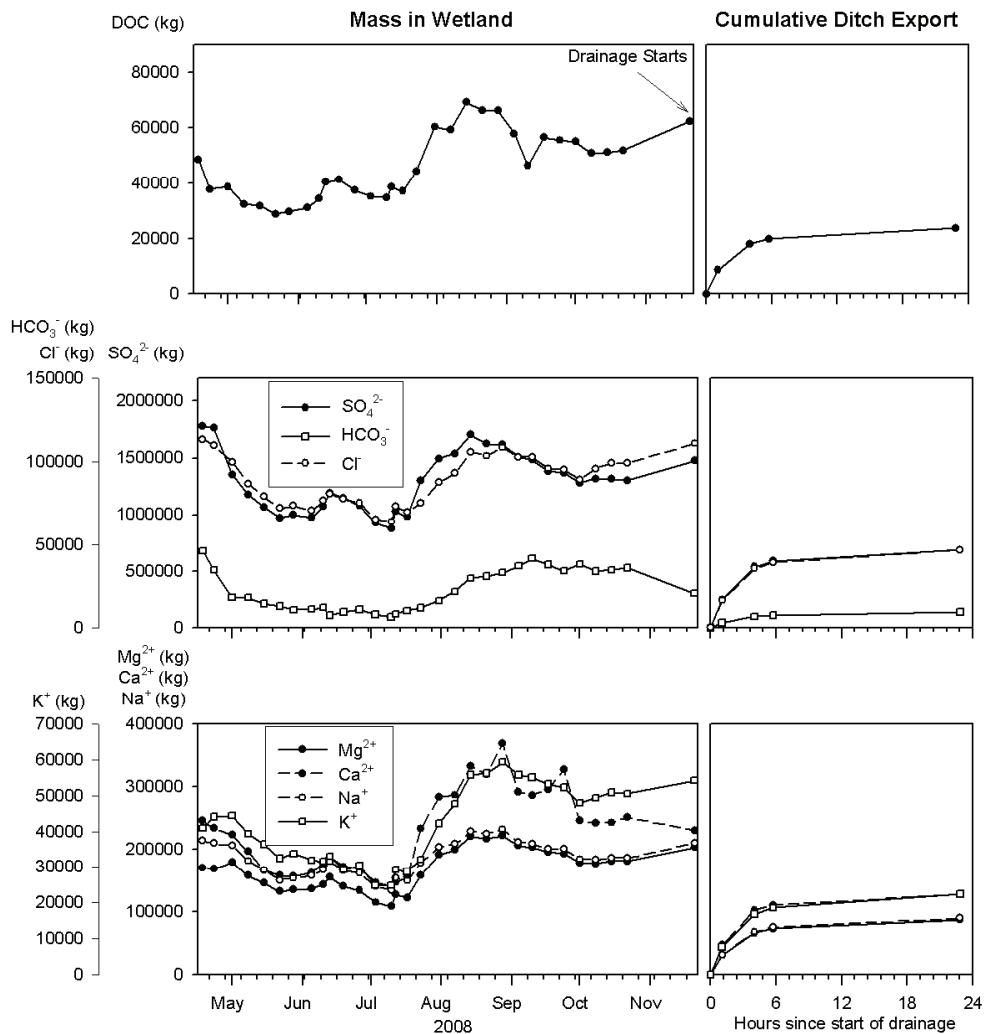 DOC (kg)
Mass in Wetland
Cumulative Ditch Export
80000
60000
40000
20000
0
Drainage Starts
HCO₃⁻ (kg)
Cl⁻ (kg)
SO₄²⁻ (kg)
150000
100000
50000
0
2000000
1500000
1000000
500000
0
SO₄²⁻
HCO₃⁻
Cl⁻
Mg²⁺ (kg)
Ca²⁺ (kg)
K⁺ (kg)
Na⁺ (kg)
70000
60000
50000
40000
30000
20000
10000
0
400000
300000
200000
100000
0
Mg²⁺
Ca²⁺
Na⁺
K⁺
May Jun Jul Aug Sep Oct Nov
2008
0 6 12 18 24
Hours since start of drainage